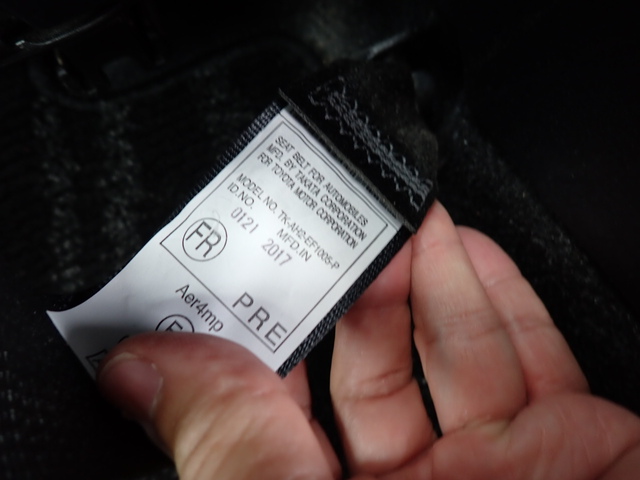 SEAT BELT FOR AUTOMOBILES
MFD. BY TAKATA CORPORATION
FOR TOYOTA MOTOR CORPORATION
MODEL NO. TK-AH2-EF1005-P
ID.NO. MFD.IN
0121 2017
FR
PRE
Aer4mp